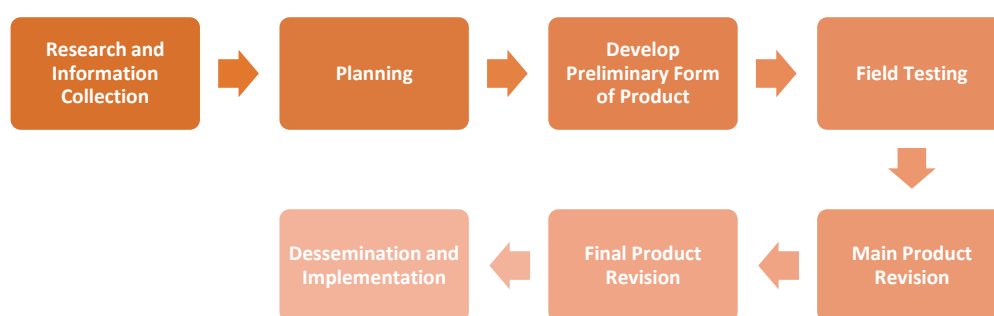 Research and
Information
Collection
Planning
Develop
Preliminary Form
of Product
Field Testing
Main Product
Revision
Final Product
Revision
Dessemination and
Implementation